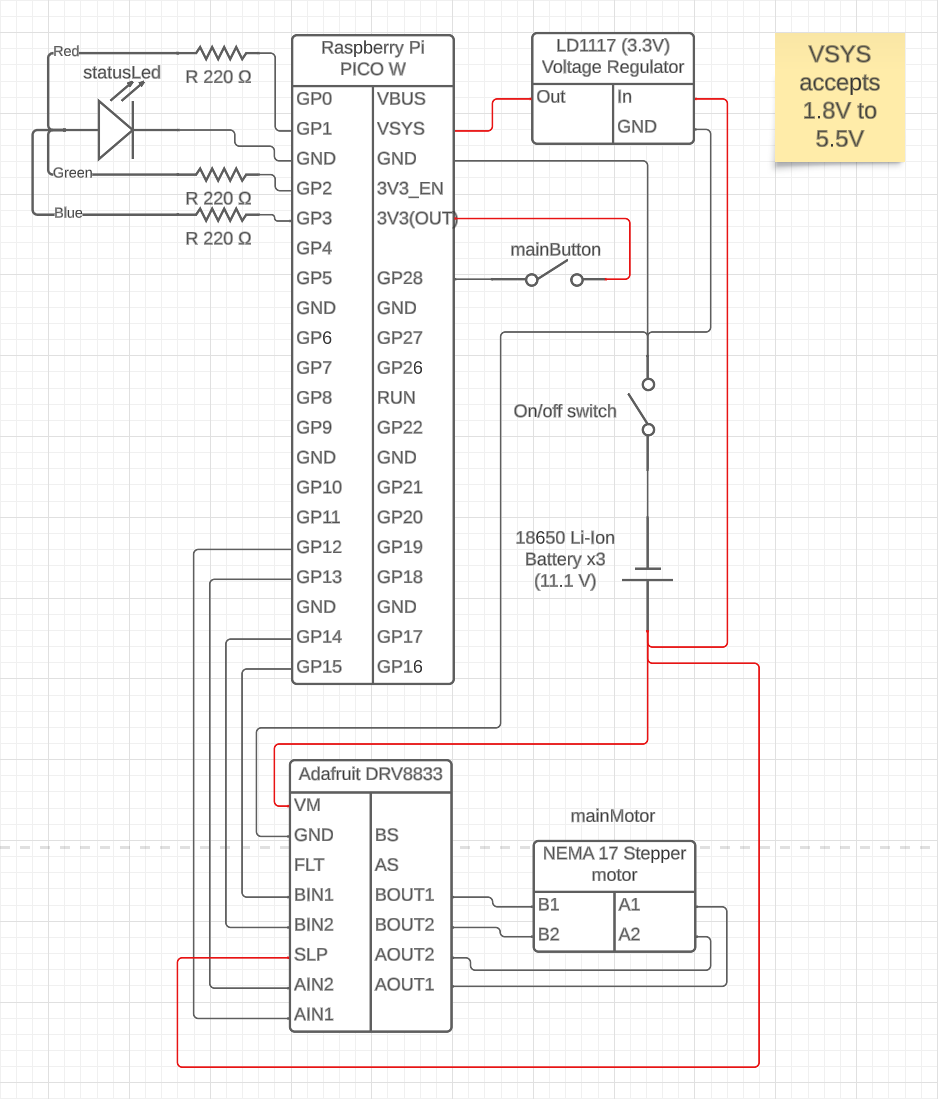 Red
statusLed
R 220 Ω
Green
R 220 Ω
Blue
R 220 Ω
Raspberry Pi
PICO W
GP0 VBUS
GP1 VSYS
GND GND
GP2 3V3_EN
GP3 3V3(OUT)
GP4
GP5 GP28
GND GND
GP6 GP27
GP7 GP26
GP8 RUN
GP9 GP22
GND GND
GP10 GP21
GP11 GP20
GP12 GP19
GP13 GP18
GND GND
GP14 GP17
GP15 GP16
LD1117 (3.3V)
Voltage Regulator
Out In
GND
VSYS
accepts
1.8V to
5.5V
mainButton
On/off switch
18650 Li-Ion
Battery x3
(11.1 V)
Adafruit DRV8833
VM
GND BS
FLT AS
BIN1 BOUT1
BIN2 BOUT2
SLP AOUT2
AIN2 AOUT1
AIN1
mainMotor
NEMA 17 Stepper
motor
B1 A1
B2 A2